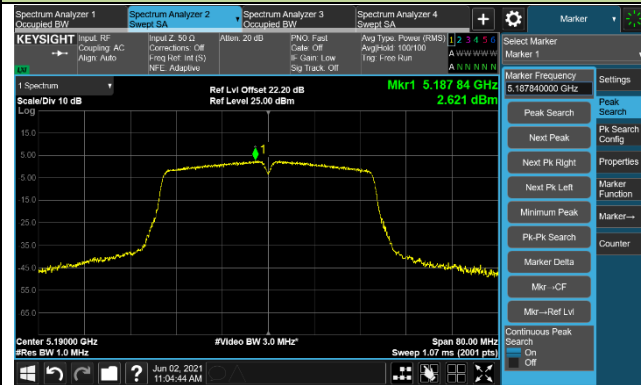 Spectrum Analyzer 1
Occupied BW
Spectrum Analyzer 2
Swept SA
Spectrum Analyzer 3
Occupied BW
Spectrum Analyzer 4
Swept SA
+
Marker
KEYSIGHT
Input: RF
Coupling: AC
Align: Auto
Input Z: 50 Ω
Corrections: Off
Freq Ref: Int (S)
NFE: Adaptive
Atten: 20 dB
PNO: Fast
Gate: Off
IF Gain: Low
Sig Track: Off
Avg Type: Power (RMS)
Avg|Hold: 100/100
Trig: Free Run
1 2 3 4 5 6
A W W W W W
A N N N N N
LXI
Select Marker
Marker 1
1 Spectrum
Scale/Div 10 dB
Log
Ref Lvl Offset 22.20 dB
Ref Level 25.00 dBm
Mkr1 5.187 84 GHz
2.621 dBm
15.0
5.00
-5.00
-15.0
-25.0
-35.0
-45.0
-55.0
-65.0
1
Center 5.19000 GHz
#Res BW 1.0 MHz
#Video BW 3.0 MHz*
Span 80.00 MHz
Sweep 1.07 ms (2001 pts)
Marker Frequency
5.187840000 GHz
Peak Search
Next Peak
Next Pk Right
Next Pk Left
Minimum Peak
Pk-Pk Search
Marker Delta
Mkr→CF
Mkr→Ref Lvl
Continuous Peak
Search
On
Off
Settings
Peak
Search
Pk Search
Config
Properties
Marker
Function
Marker→
Counter
?
Jun 02, 2021
11:04:44 AM